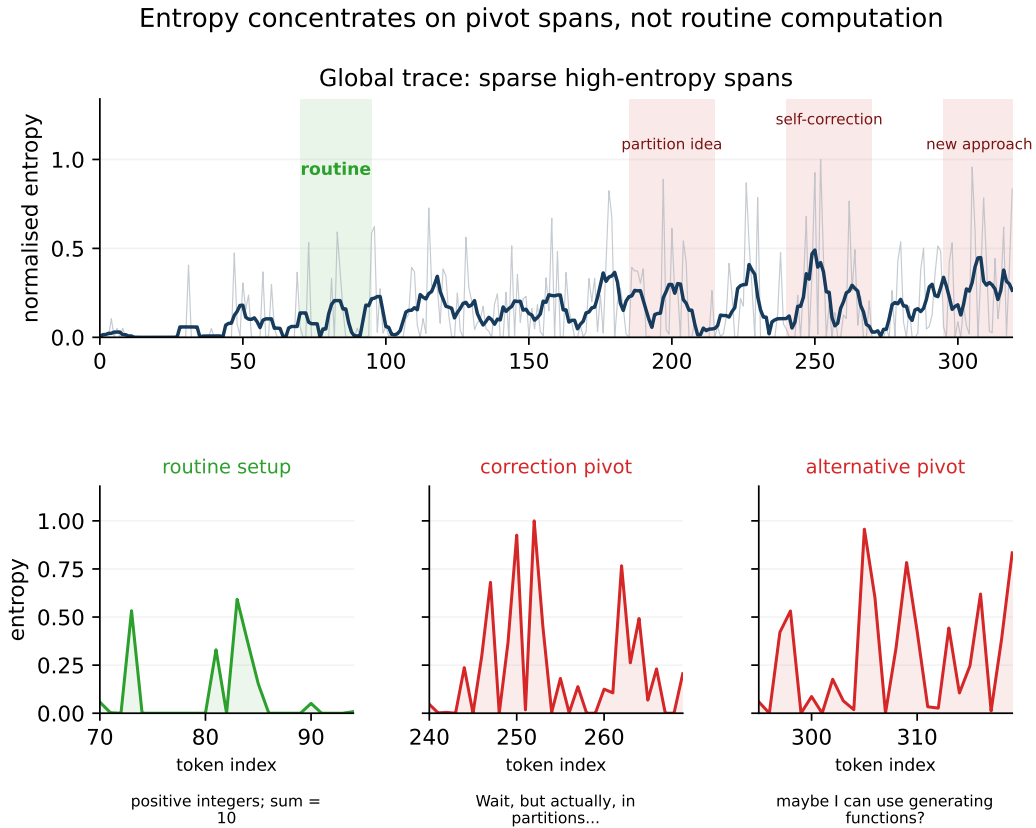 Entropy concentrates on pivot spans, not routine computation
Global trace: sparse high-entropy spans
normalised entropy
1.0
0.5
0.0
routine
partition idea
self-correction
new approach
0
50
100
150
200
250
300
routine setup
correction pivot
alternative pivot
entropy
1.00
0.75
0.50
0.25
0.00
70
80
90
240
250
260
300
310
token index
token index
token index
positive integers; sum =
10
Wait, but actually, in
partitions...
maybe I can use generating
functions?